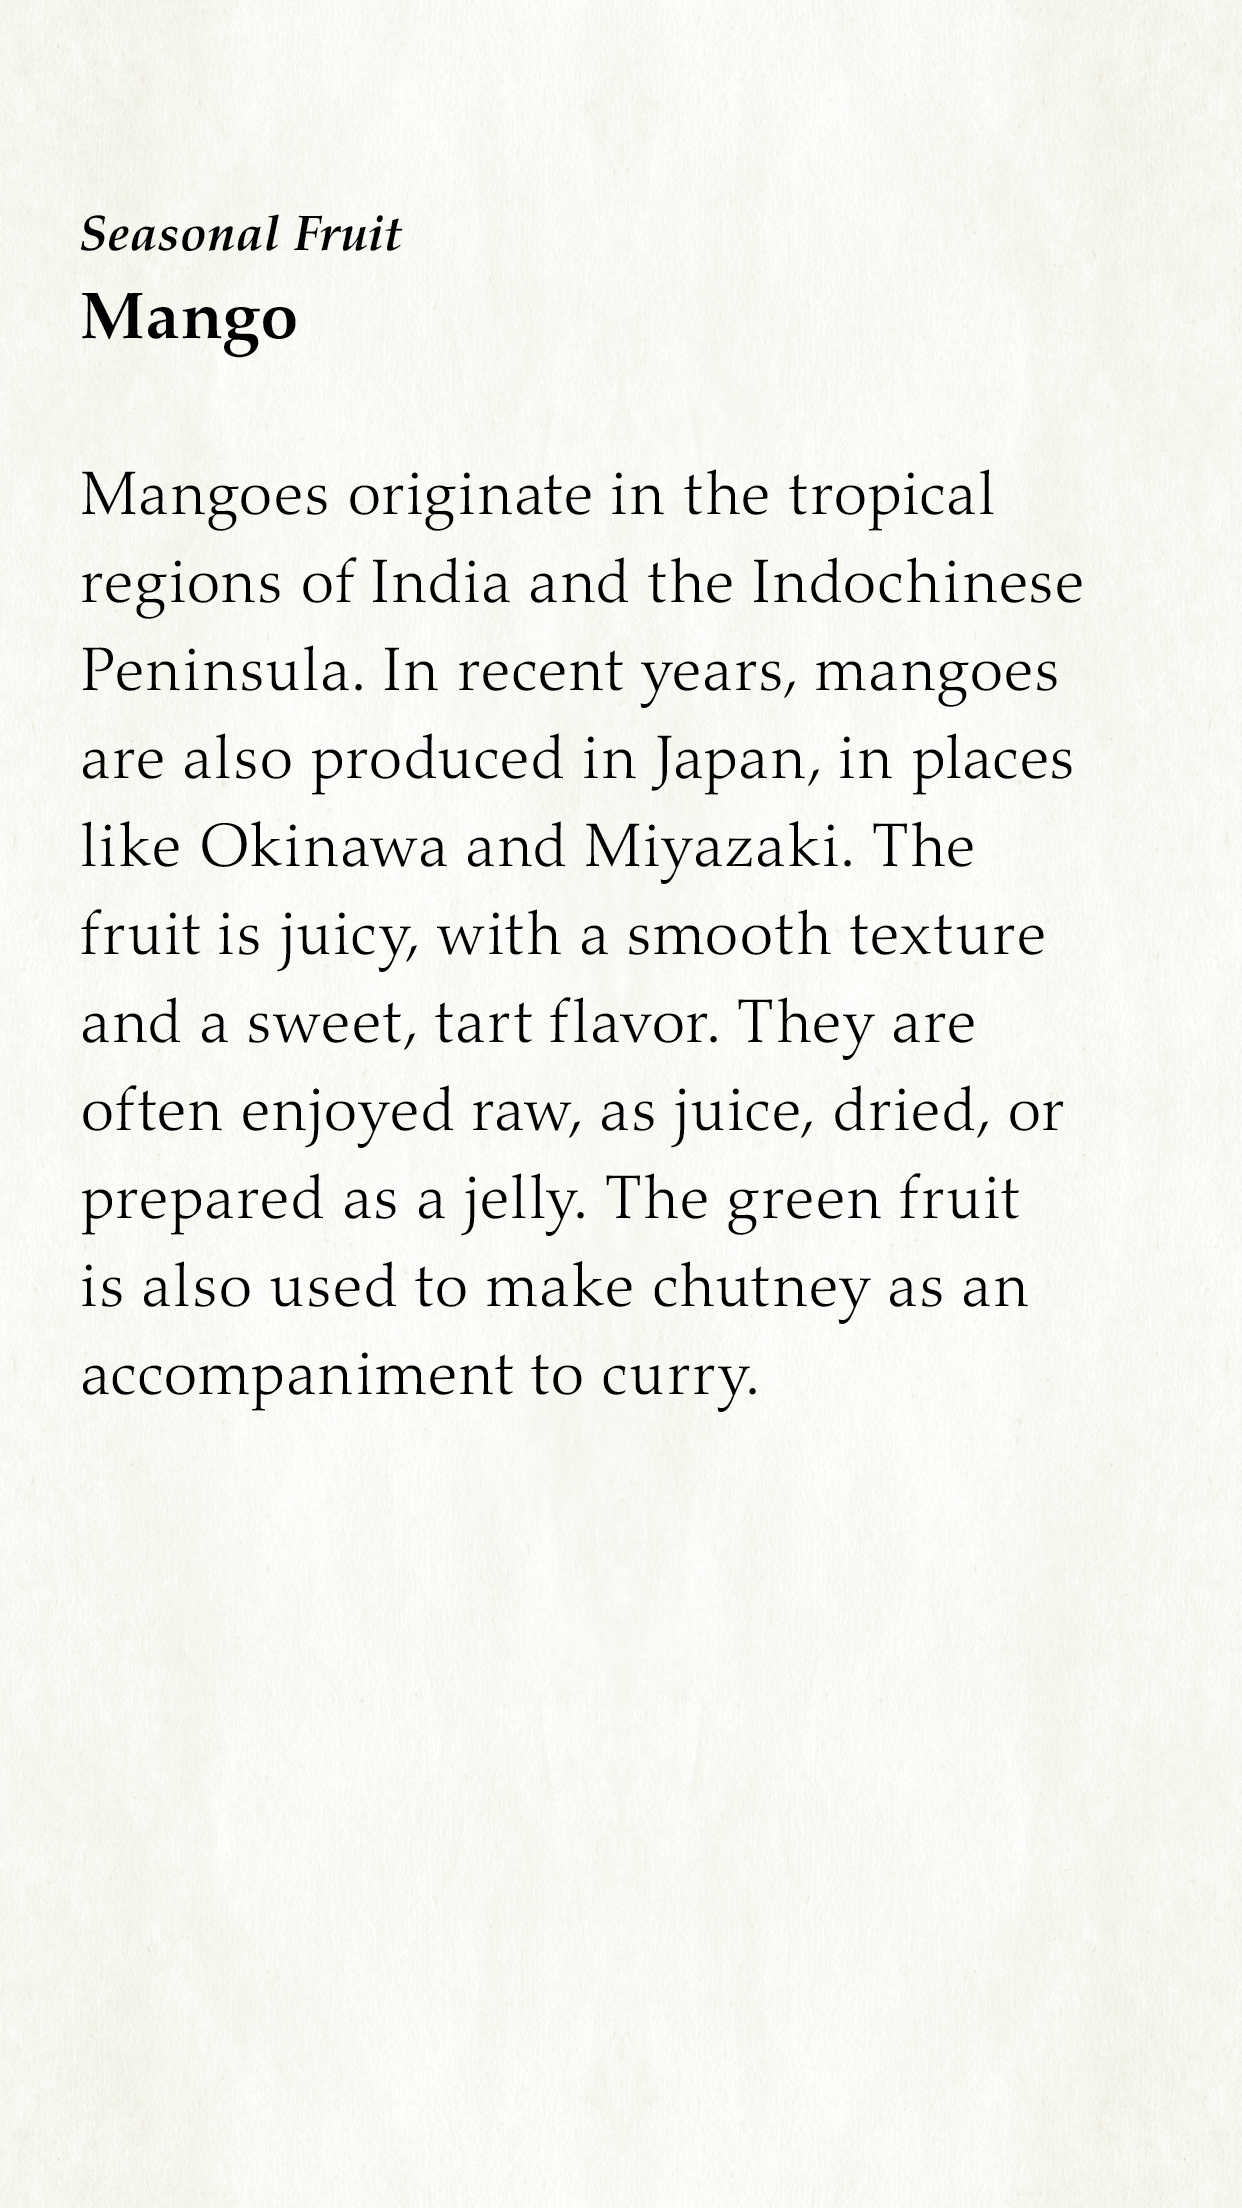 Seasonal Fruit
Mango
Mangoes originate in the tropical
regions of India and the Indochinese
Peninsula. In recent years, mangoes
are also produced in Japan, in places
like Okinawa and Miyazaki. The
fruit is juicy, with a smooth texture
and a sweet, tart flavor. They are
often enjoyed raw, as juice, dried, or
prepared as a jelly. The green fruit
is also used to make chutney as an
accompaniment to curry.